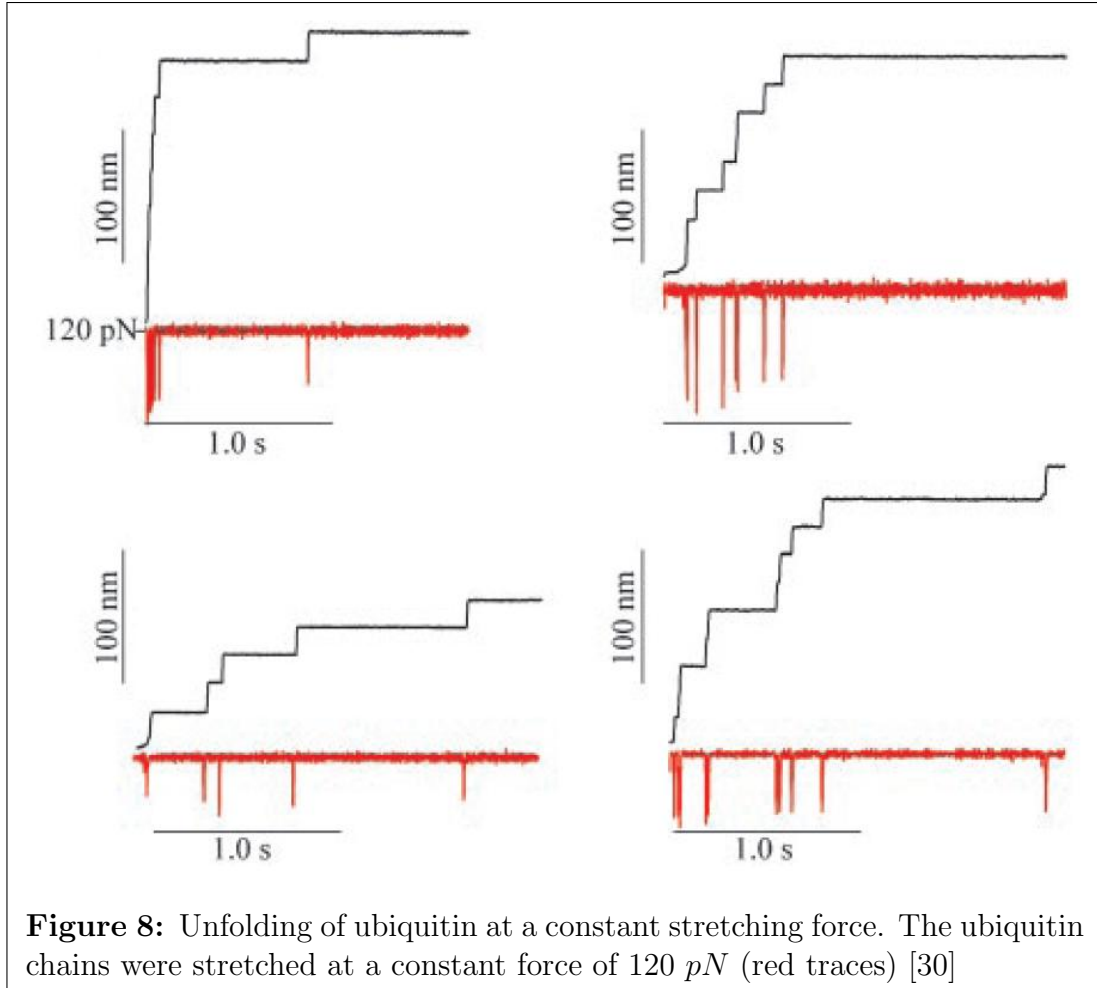 100 nm
120 pN
1.0 s
100 nm
1.0 s
100 nm
1.0 s
100 nm
1.0 s
Figure 8: Unfolding of ubiquitin at a constant stretching force. The ubiquitin
chains were stretched at a constant force of 120 pN (red traces) [30]